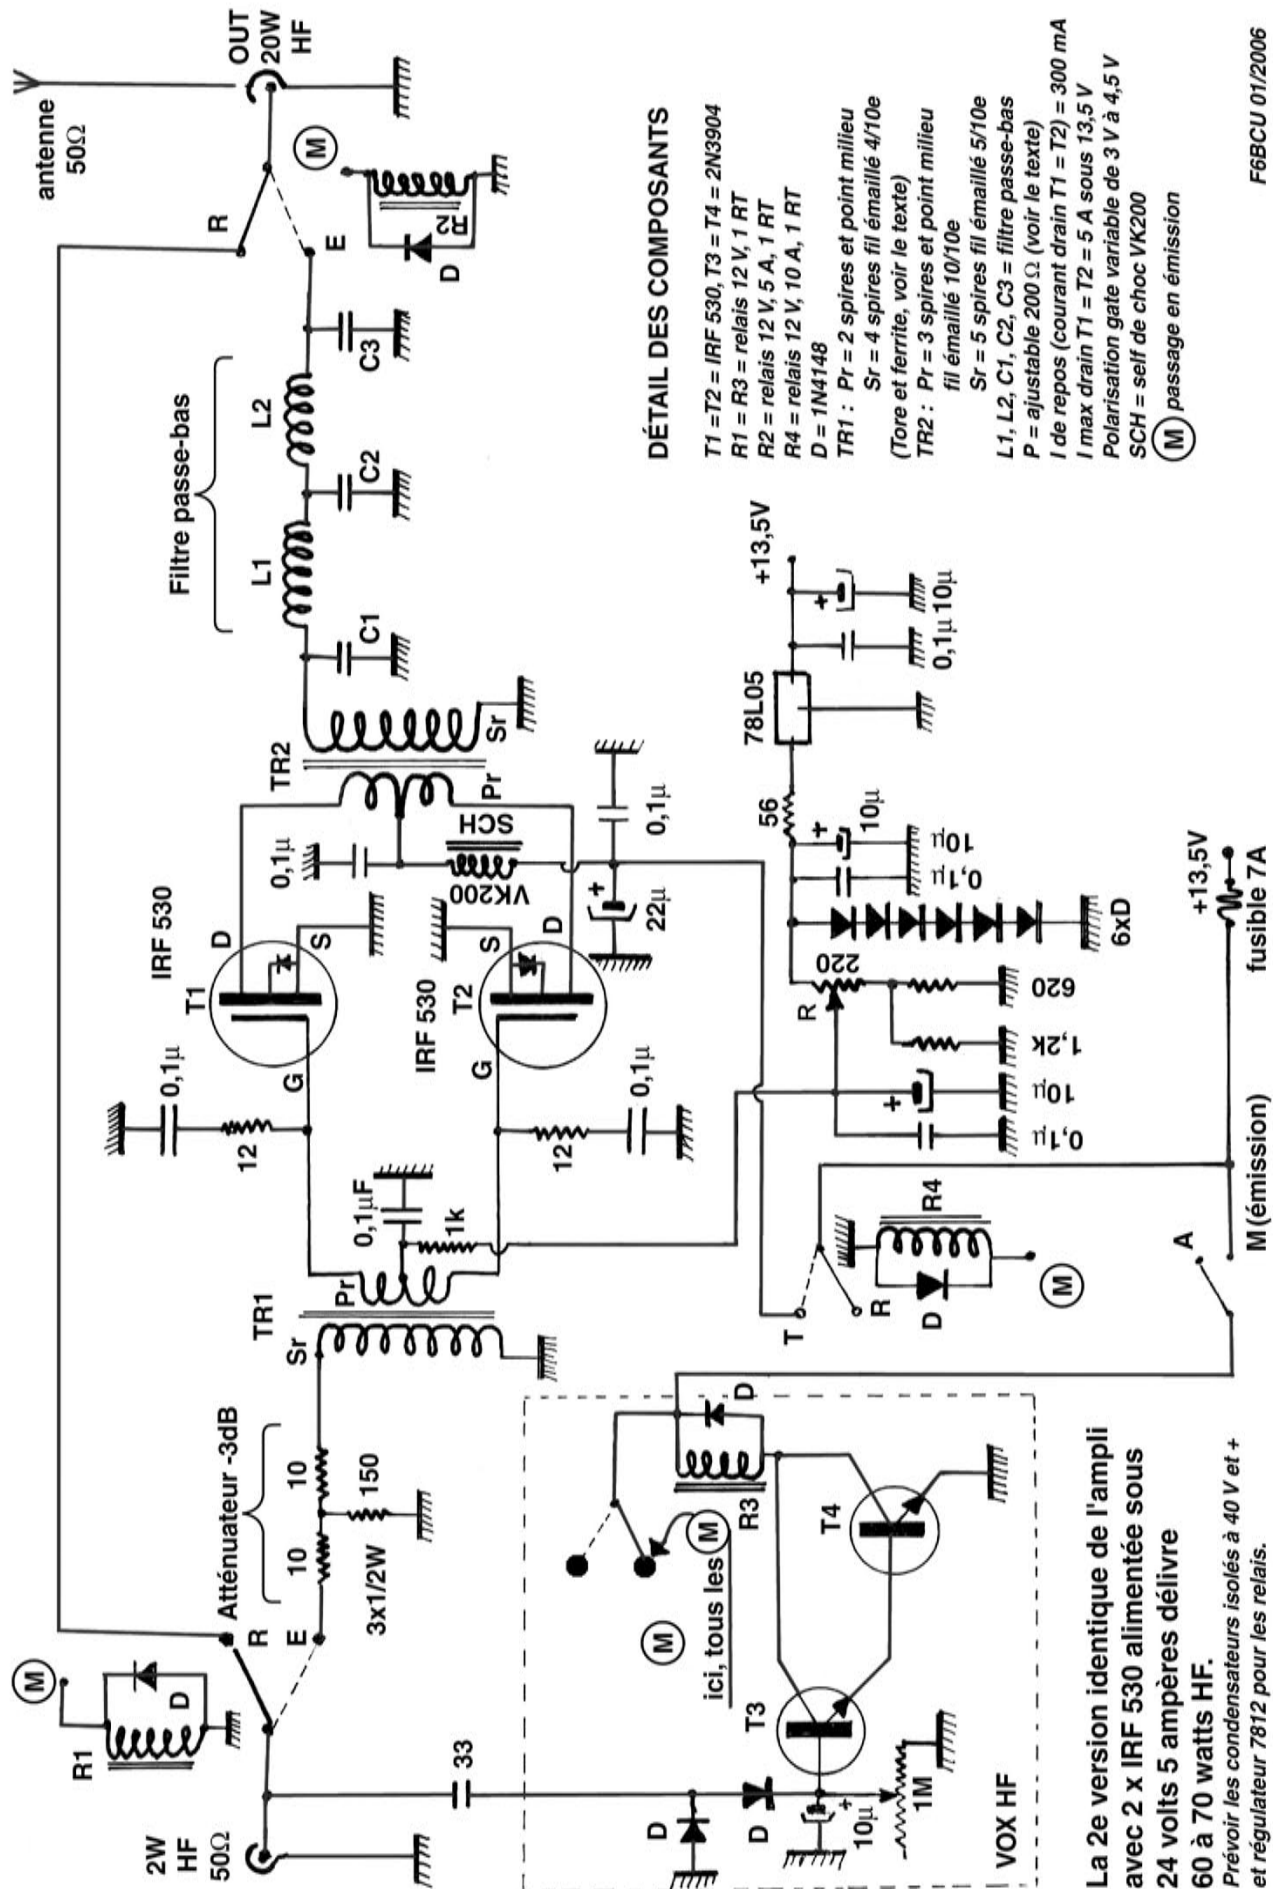 antenne
50Ω
OUT
20W
HF
R
E
M
R2
D
Filtre passe-bas
L1
L2
C1
C2
C3
TR2
Pr
Sr
0,1µ
SCH
VK200
22µ
0,1µ
IRF 530
T1
D
S
G
IRF 530
T2
S
D
G
0,1µ
12
12
0,1µ
0,1µF
1k
TR1
Pr
Sr
Atténuateur -3dB
10
10
150
3x1/2W
R
E
M
R1
D
2W
HF
50Ω
33
D
D
10µ
1M
VOX HF
T3
T4
M
ici, tous les M
R3
D
+13,5V
78L05
0,1µ 10µ
56
10µ
10µ
0,1µ
6xD
220
R
620
1,2k
10µ
0,1µ
T
R
D
R4
M
A
M (émission)
+13,5V
fusible 7A
DÉTAIL DES COMPOSANTS
T1 = T2 = IRF 530, T3 = T4 = 2N3904
R1 = R3 = relais 12 V, 1 RT
R2 = relais 12 V, 5 A, 1 RT
R4 = relais 12 V, 10 A, 1 RT
D = 1N4148
TR1 : Pr = 2 spires et point milieu
Sr = 4 spires fil émaillé 4/10e
(Tore et ferrite, voir le texte)
TR2 : Pr = 3 spires et point milieu
fil émaillé 10/10e
Sr = 5 spires fil émaillé 5/10e
L1, L2, C1, C2, C3 = filtre passe-bas
P = ajustable 200 Ω (voir le texte)
I de repos (courant drain T1 = T2) = 300 mA
I max drain T1 = T2 = 5 A sous 13,5 V
Polarisation gate variable de 3 V à 4,5 V
SCH = self de choc VK200
M passage en émission
La 2e version identique de l'ampli
avec 2 x IRF 530 alimentée sous
24 volts 5 ampères délivre
60 à 70 watts HF.
Prévoir les condensateurs isolés à 40 V et +
et régulateur 7812 pour les relais.
F6BCU 01/2006